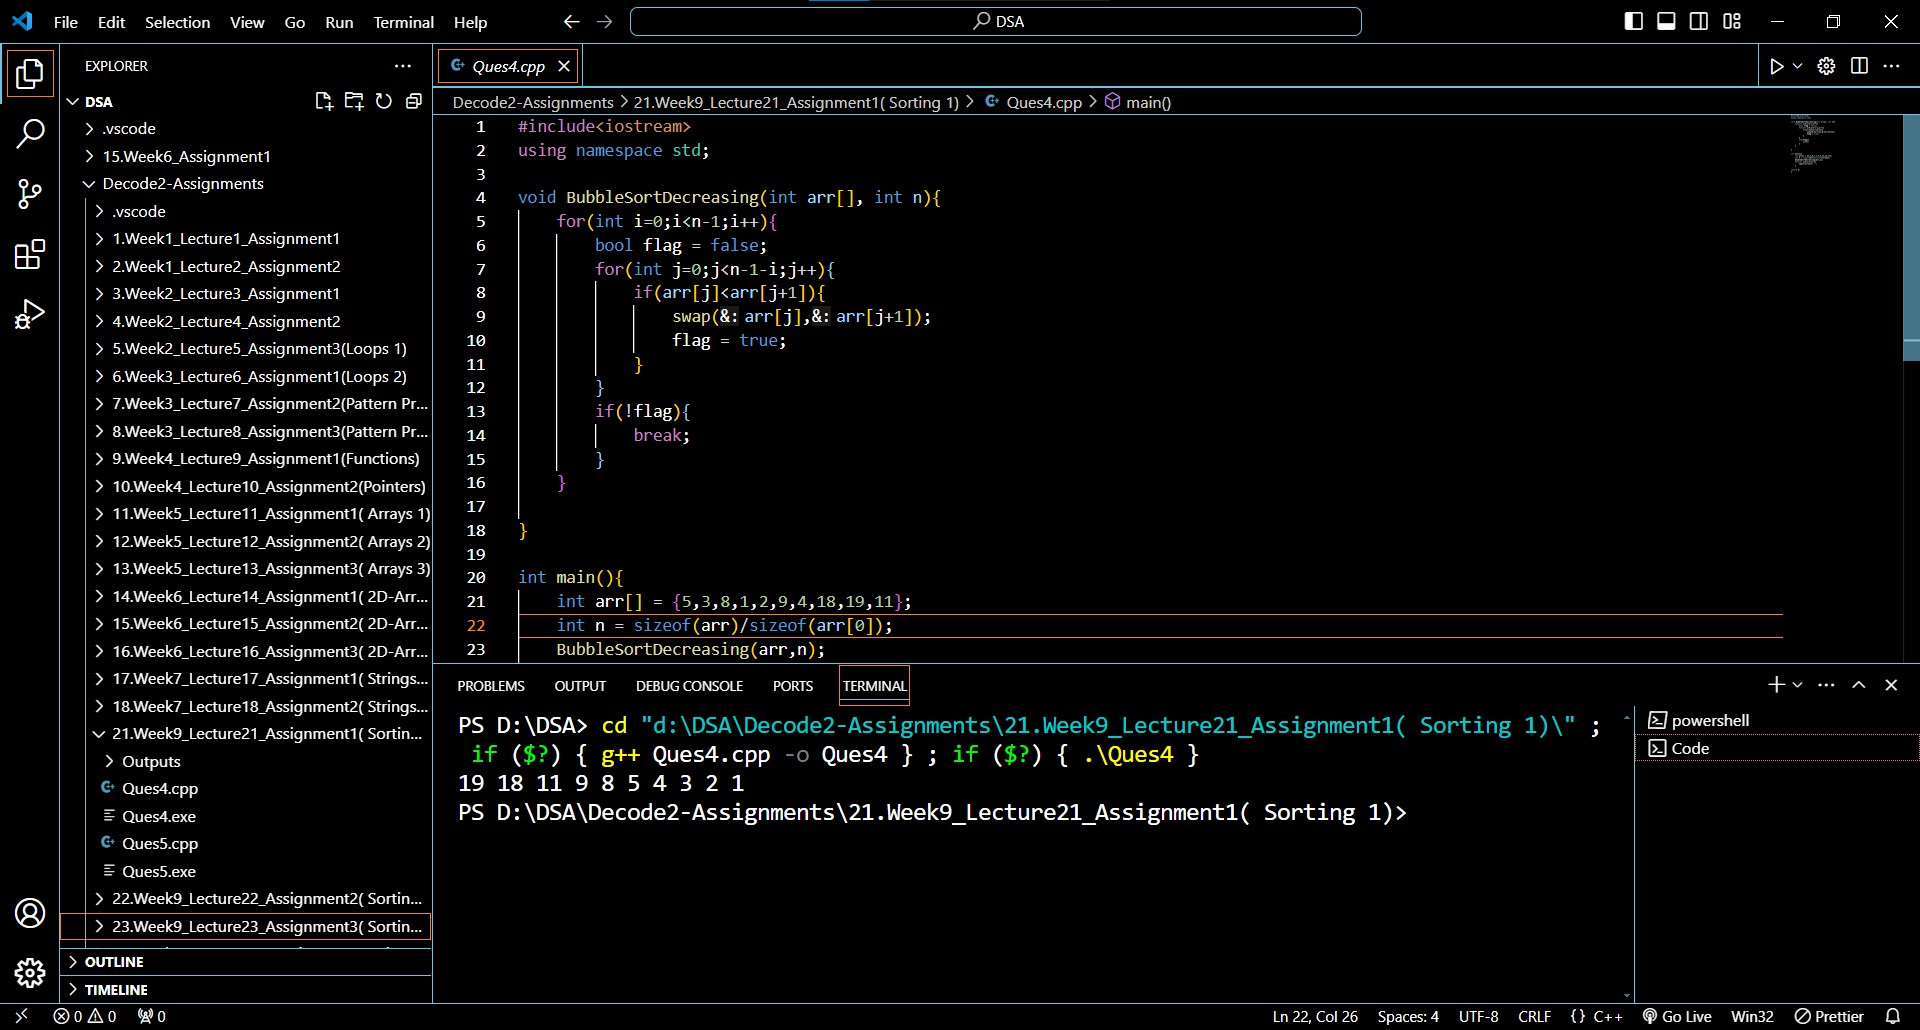 File Edit Selection View Go Run Terminal Help
DSA
EXPLORER
DSA
.vscode
15.Week6_Assignment1
Decode2-Assignments
.vscode
1.Week1_Lecture1_Assignment1
2.Week1_Lecture2_Assignment2
3.Week2_Lecture3_Assignment1
4.Week2_Lecture4_Assignment2
5.Week2_Lecture5_Assignment3(Loops 1)
6.Week3_Lecture6_Assignment1(Loops 2)
7.Week3_Lecture7_Assignment2(Pattern Pr...
8.Week3_Lecture8_Assignment3(Pattern Pr...
9.Week4_Lecture9_Assignment1(Functions)
10.Week4_Lecture10_Assignment2(Pointers)
11.Week5_Lecture11_Assignment1( Arrays 1)
12.Week5_Lecture12_Assignment2( Arrays 2)
13.Week5_Lecture13_Assignment3( Arrays 3)
14.Week6_Lecture14_Assignment1( 2D-Arr...
15.Week6_Lecture15_Assignment2( 2D-Arr...
16.Week6_Lecture16_Assignment3( 2D-Arr...
17.Week7_Lecture17_Assignment1( Strings...
18.Week7_Lecture18_Assignment2( Strings...
21.Week9_Lecture21_Assignment1( Sortin...
Outputs
Ques4.cpp
Ques4.exe
Ques5.cpp
Ques5.exe
22.Week9_Lecture22_Assignment2( Sortin...
23.Week9_Lecture23_Assignment3( Sortin...
OUTLINE
TIMELINE
Ques4.cpp
Decode2-Assignments > 21.Week9_Lecture21_Assignment1( Sorting 1) > Ques4.cpp > main()
1 #include<iostream>
2 using namespace std;
3
4 void BubbleSortDecreasing(int arr[], int n){
5 for(int i=0;i<n-1;i++){
6 bool flag = false;
7 for(int j=0;j<n-1-i;j++){
8 if(arr[j]<arr[j+1]){
9 swap(&: arr[j],&: arr[j+1]);
10 flag = true;
11 }
12 }
13 if(!flag){
14 break;
15 }
16 }
17
18 }
19
20 int main(){
21 int arr[] = {5,3,8,1,2,9,4,18,19,11};
22 int n = sizeof(arr)/sizeof(arr[0]);
23 BubbleSortDecreasing(arr,n);
PROBLEMS OUTPUT DEBUG CONSOLE PORTS TERMINAL
PS D:\DSA> cd "d:\DSA\Decode2-Assignments\21.Week9_Lecture21_Assignment1( Sorting 1)\" ;
if ($?) { g++ Ques4.cpp -o Ques4 } ; if ($?) { .\Ques4 }
19 18 11 9 8 5 4 3 2 1
PS D:\DSA\Decode2-Assignments\21.Week9_Lecture21_Assignment1( Sorting 1)>
powershell
Code
0 0 0 Ln 22, Col 26 Spaces: 4 UTF-8 CRLF {} C++ Go Live Win32 Prettier